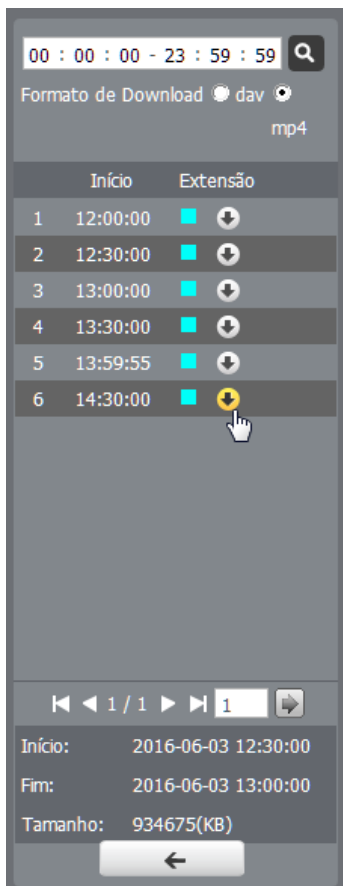 00 : 00 : 00 - 23 : 59 : 59
Formato de Download dav
mp4
Início Extensão
1 12:00:00
2 12:30:00
3 13:00:00
4 13:30:00
5 13:59:55
6 14:30:00
1 / 1 1
Início: 2016-06-03 12:30:00
Fim: 2016-06-03 13:00:00
Tamanho: 934675(KB)